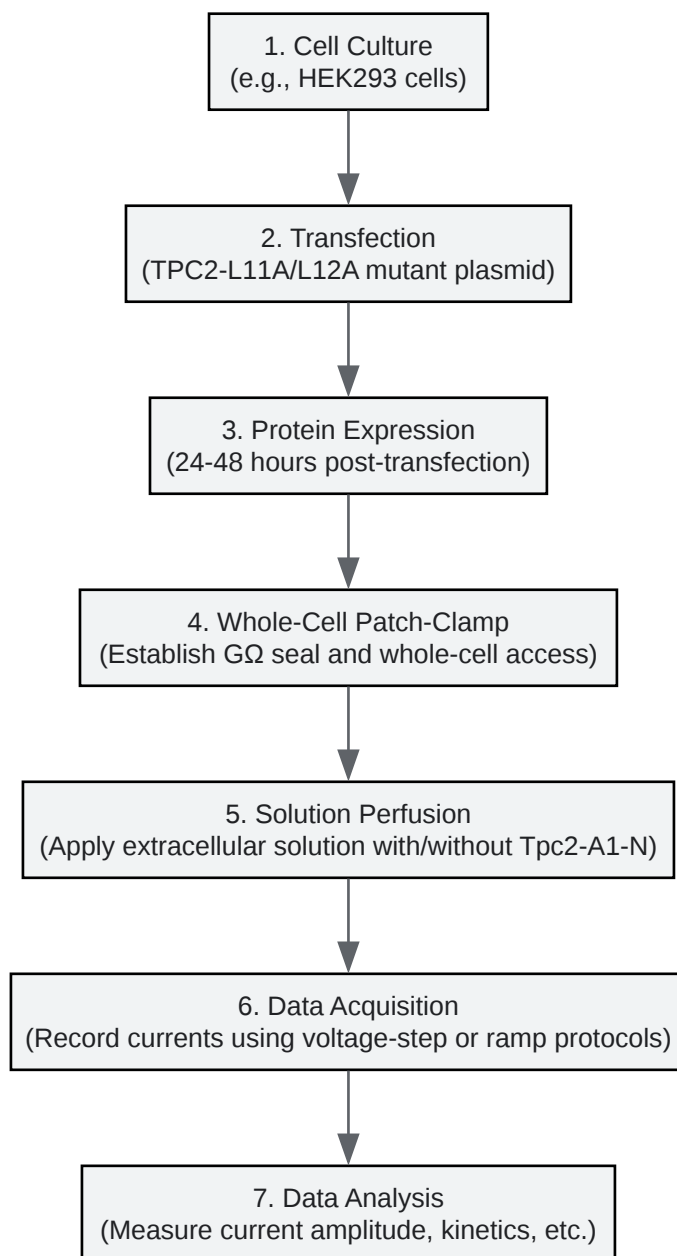 1. Cell Culture
(e.g., HEK293 cells)
2. Transfection
(TPC2-L11A/L12A mutant plasmid)
3. Protein Expression
(24-48 hours post-transfection)
4. Whole-Cell Patch-Clamp
(Establish GΩ seal and whole-cell access)
5. Solution Perfusion
(Apply extracellular solution with/without Tpc2-A1-N)
6. Data Acquisition
(Record currents using voltage-step or ramp protocols)
7. Data Analysis
(Measure current amplitude, kinetics, etc.)